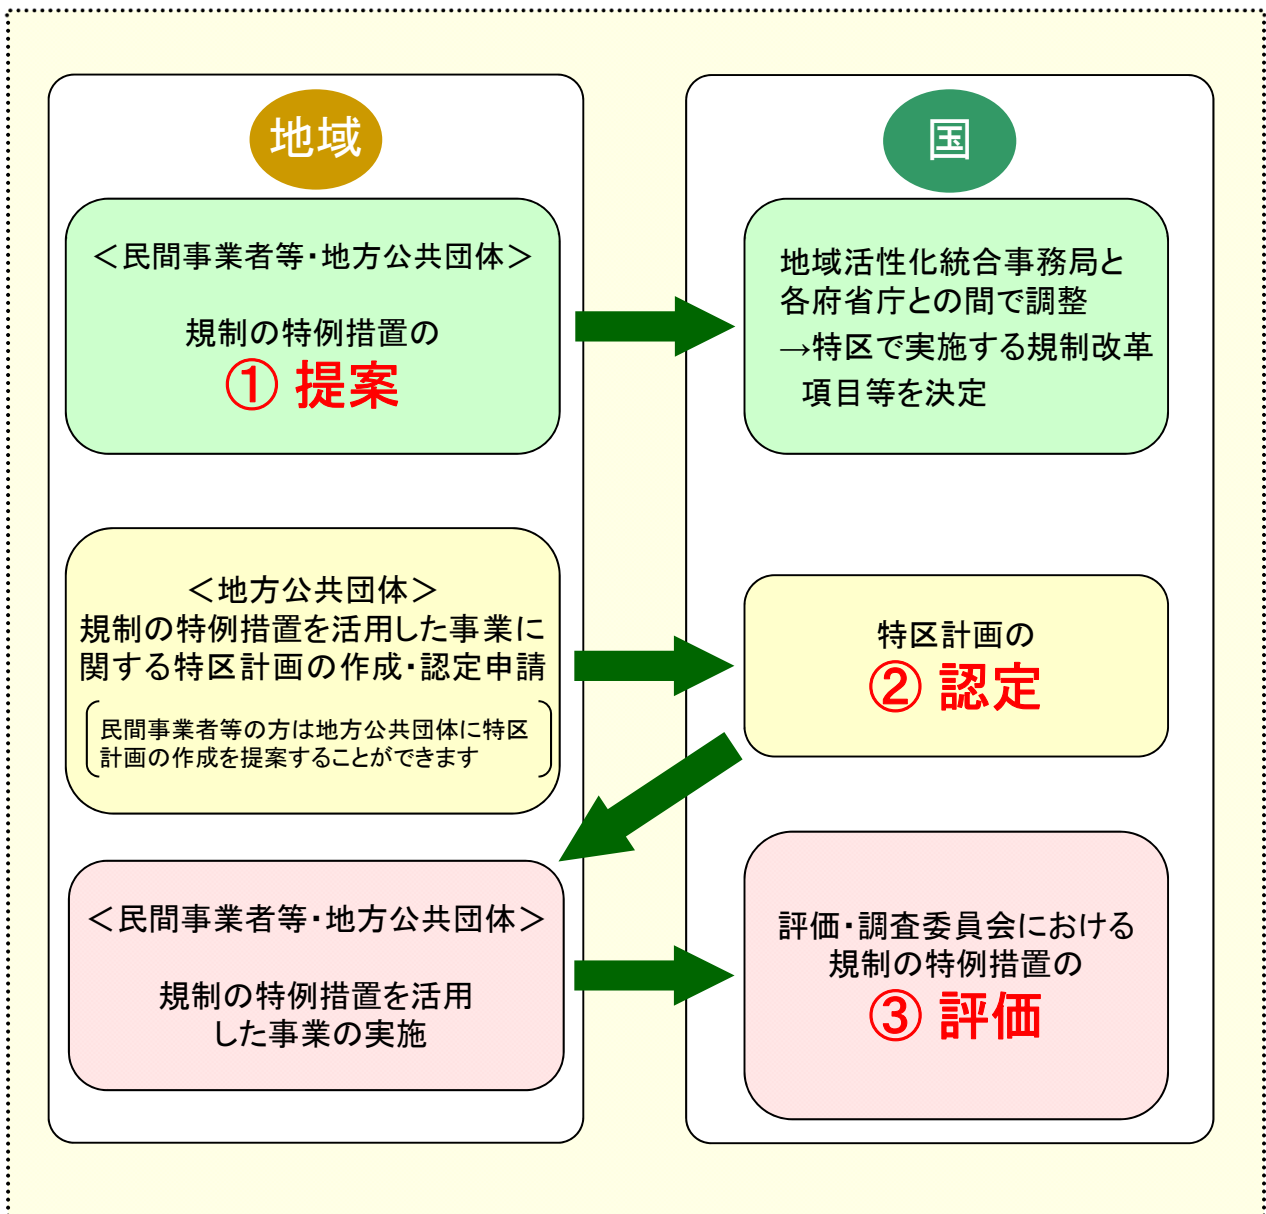 地域
＜民間事業者等・地方公共団体＞
規制の特例措置の
① 提案
国
地域活性化統合事務局と
各府省庁との間で調整
→特区で実施する規制改革
項目等を決定
＜地方公共団体＞
規制の特例措置を活用した事業に
関する特区計画の作成・認定申請
民間事業者等の方は地方公共団体に特区
計画の作成を提案することができます
特区計画の
② 認定
＜民間事業者等・地方公共団体＞
規制の特例措置を活用
した事業の実施
評価・調査委員会における
規制の特例措置の
③ 評価